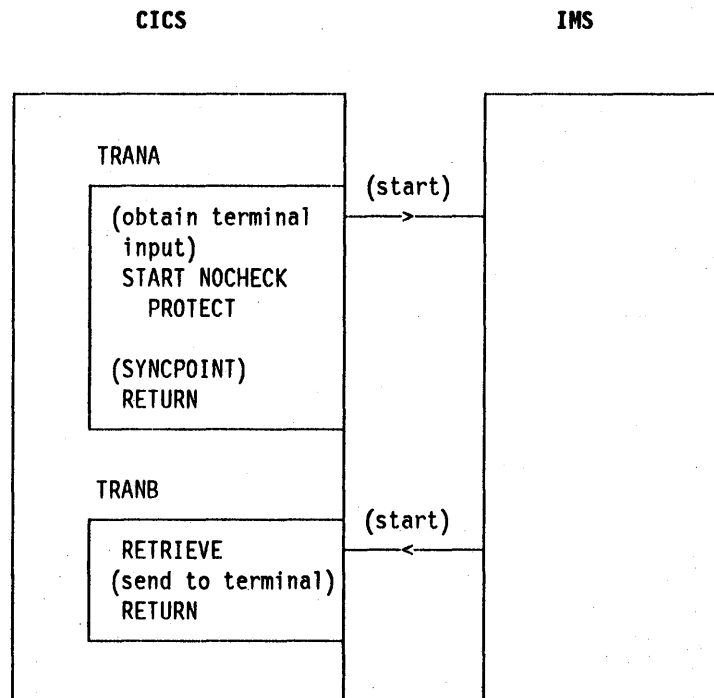 CICS IMS
TRANA
(start)
(obtain terminal
input)
START NOCHECK
PROTECT
(SYNCPOINT)
RETURN
TRANB
(start)
RETRIEVE
(send to terminal)
RETURN